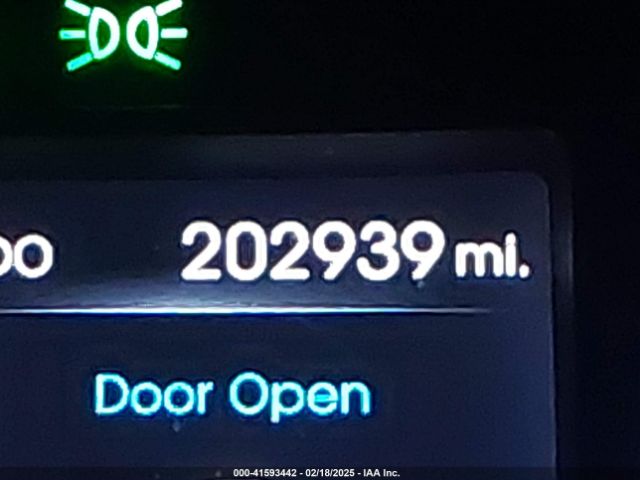 202939 mi.
Door Open
000-41593442 - 02/18/2025 - IAA Inc.